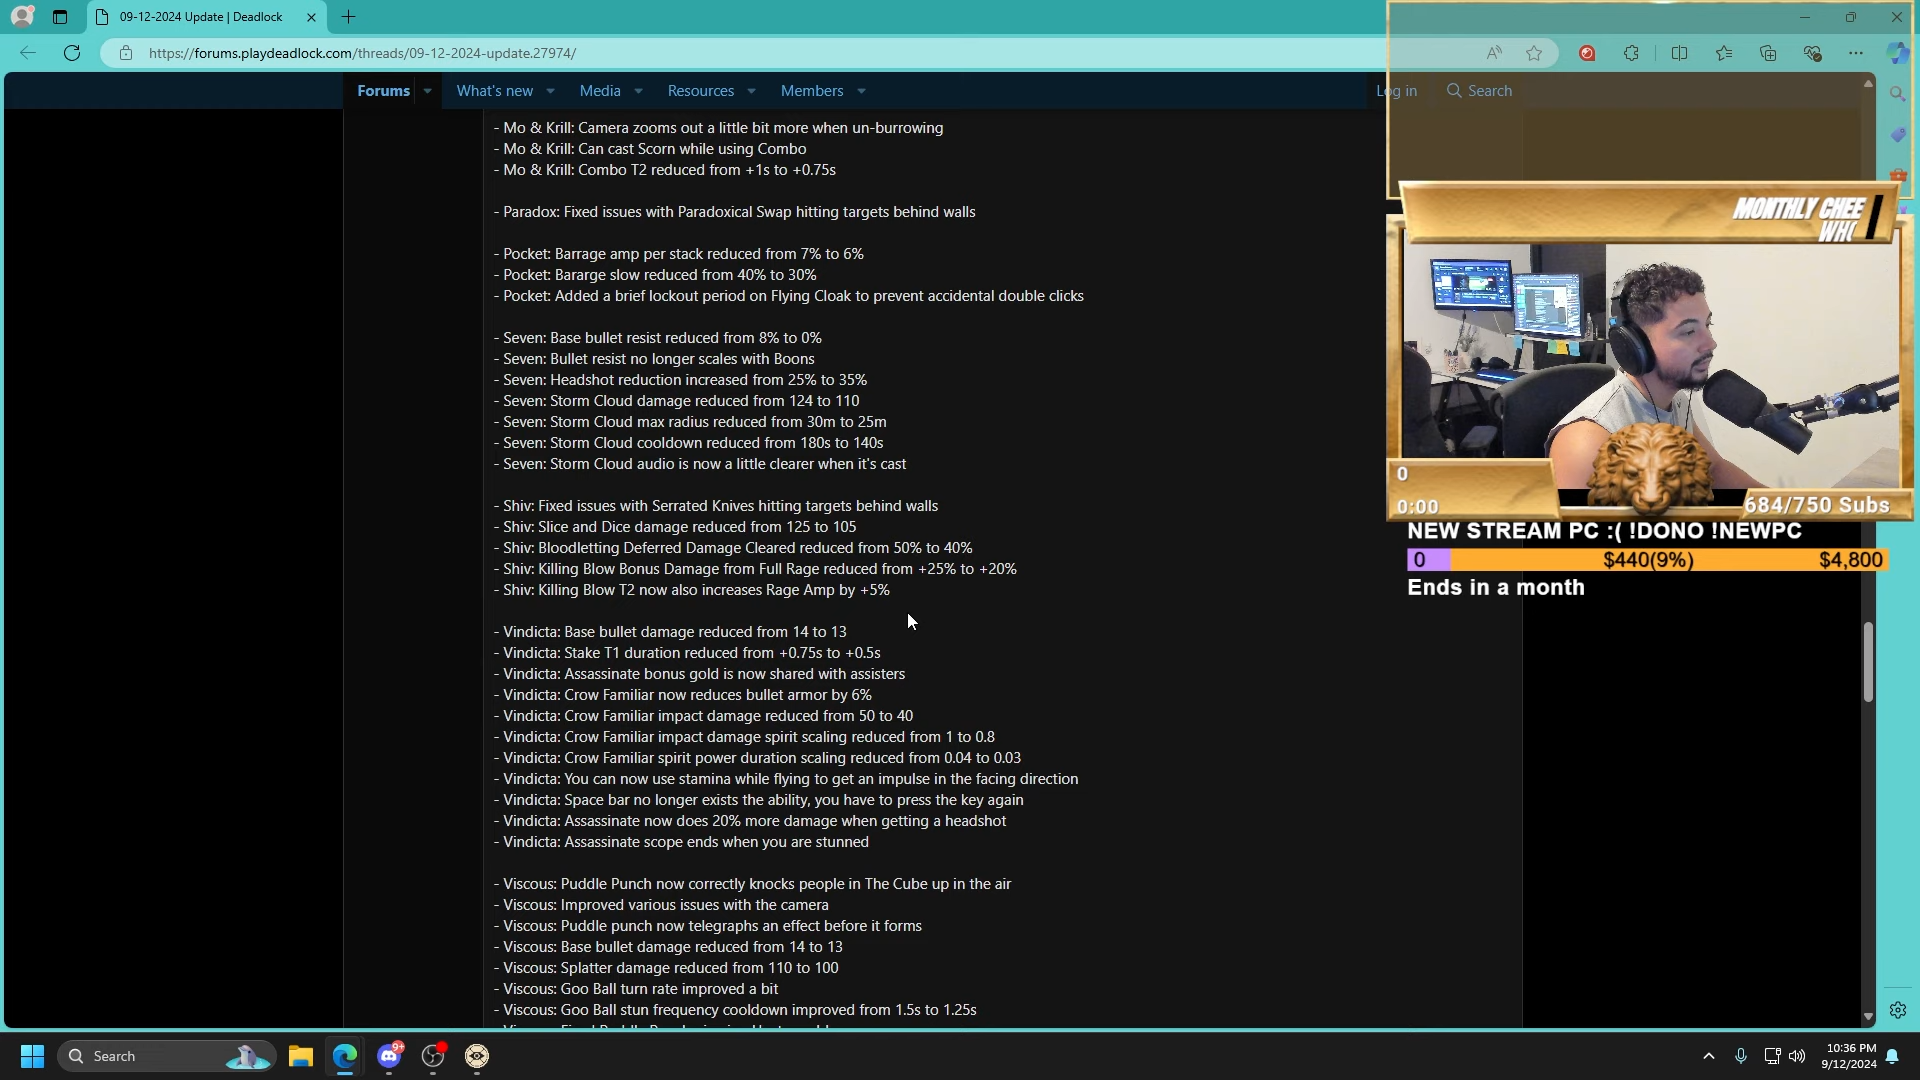 09-12-2024 Update | Deadlock
https://forums.playdeadlock.com/threads/09-12-2024-update.27974/
Forums What's new Media Resources Members Log in Search
- Mo & Krill: Camera zooms out a little bit more when un-burrowing
- Mo & Krill: Can cast Scorn while using Combo
- Mo & Krill: Combo T2 reduced from +1s to +0.75s
- Paradox: Fixed issues with Paradoxical Swap hitting targets behind walls
- Pocket: Barrage amp per stack reduced from 7% to 6%
- Pocket: Bararge slow reduced from 40% to 30%
- Pocket: Added a brief lockout period on Flying Cloak to prevent accidental double clicks
- Seven: Base bullet resist reduced from 8% to 0%
- Seven: Bullet resist no longer scales with Boons
- Seven: Headshot reduction increased from 25% to 35%
- Seven: Storm Cloud damage reduced from 124 to 110
- Seven: Storm Cloud max radius reduced from 30m to 25m
- Seven: Storm Cloud cooldown reduced from 180s to 140s
- Seven: Storm Cloud audio is now a little clearer when it's cast
- Shiv: Fixed issues with Serrated Knives hitting targets behind walls
- Shiv: Slice and Dice damage reduced from 125 to 105
- Shiv: Bloodletting Deferred Damage Cleared reduced from 50% to 40%
- Shiv: Killing Blow Bonus Damage from Full Rage reduced from +25% to +20%
- Shiv: Killing Blow T2 now also increases Rage Amp by +5%
- Vindicta: Base bullet damage reduced from 14 to 13
- Vindicta: Stake T1 duration reduced from +0.75s to +0.5s
- Vindicta: Assassinate bonus gold is now shared with assisters
- Vindicta: Crow Familiar now reduces bullet armor by 6%
- Vindicta: Crow Familiar impact damage reduced from 50 to 40
- Vindicta: Crow Familiar impact damage spirit scaling reduced from 1 to 0.8
- Vindicta: Crow Familiar spirit power duration scaling reduced from 0.04 to 0.03
- Vindicta: You can now use stamina while flying to get an impulse in the facing direction
- Vindicta: Space bar no longer exists the ability, you have to press the key again
- Vindicta: Assassinate now does 20% more damage when getting a headshot
- Vindicta: Assassinate scope ends when you are stunned
- Viscous: Puddle Punch now correctly knocks people in The Cube up in the air
- Viscous: Improved various issues with the camera
- Viscous: Puddle punch now telegraphs an effect before it forms
- Viscous: Base bullet damage reduced from 14 to 13
- Viscous: Splatter damage reduced from 110 to 100
- Viscous: Goo Ball turn rate improved a bit
- Viscous: Goo Ball stun frequency cooldown improved from 1.5s to 1.25s
MONTHLY CHEE
WH
0
0:00
684/750 Subs
NEW STREAM PC :( !DONO !NEWPC
0 $440(9%) $4,800
Ends in a month
Search
9+
10:36 PM
9/12/2024